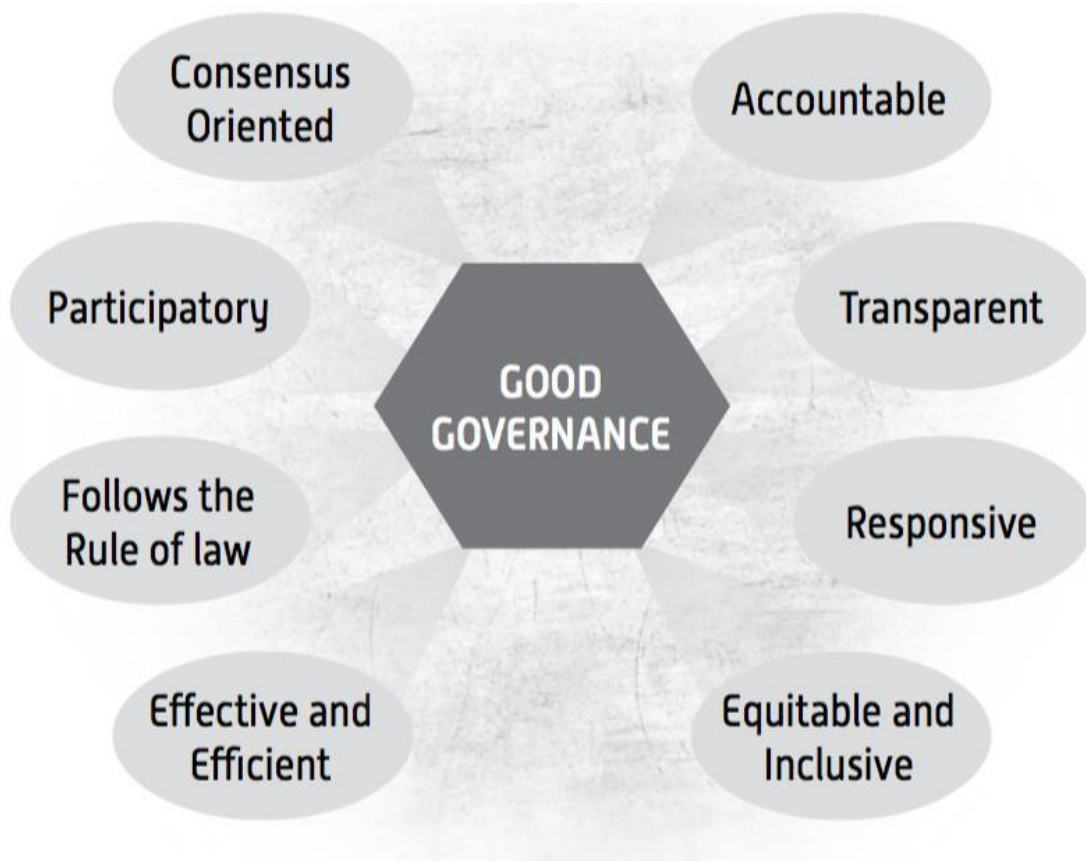 Consensus
Oriented
Accountable
Participatory
Transparent
GOOD
GOVERNANCE
Follows the
Rule of law
Responsive
Effective and
Efficient
Equitable and
Inclusive